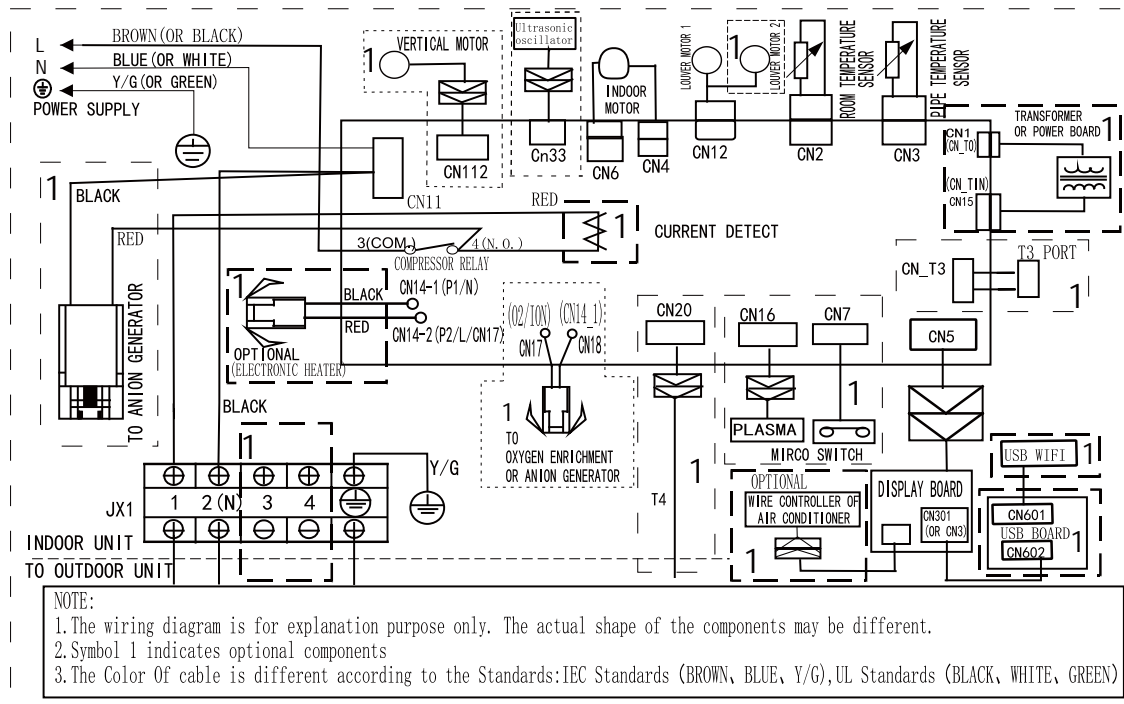 BROWN(OR BLACK)
L
BLUE(OR WHITE)
N
Y/G(OR GREEN)
POWER SUPPLY
1
VERTICAL MOTOR
CN112
Ultrasonic
oscillator
Cn33
INDOOR
MOTOR
CN6
CN4
LOUVER MOTOR 1
1
LOUVER MOTOR 2
CN12
ROOM TEMPERATURE
SENSOR
CN2
PIPE TEMPERATURE
SENSOR
CN3
TRANSFORMER
OR POWER BOARD
1
CN1
(CN_TO)
(CN_TIN)
CN15
1
BLACK
RED
TO ANION GENERATOR
CN11
RED
3(COM.)
4(N.O.)
COMPRESSOR RELAY
1
CURRENT DETECT
CN_T3
T3 PORT
1
1
BLACK
RED
CN14-1(P1/N)
CN14-2(P2/L/CN17)
OPTIONAL
(ELECTRONIC HEATER)
(O2/ION)
(CN14_1)
CN17
CN18
1
TO
OXYGEN ENRICHMENT
OR ANION GENERATOR
CN20
1
T4
CN16
CN7
1
PLASMA
MIRCO SWITCH
CN5
BLACK
1
Y/G
JX1
1
2(N)
3
4
INDOOR UNIT
TO OUTDOOR UNIT
OPTIONAL
WIRE CONTROLLER OF
AIR CONDITIONER
1
DISPLAY BOARD
CN301
(OR CN3)
USB WIFI
1
CN601
USB BOARD
1
CN602
NOTE:
1.The wiring diagram is for explanation purpose only. The actual shape of the components may be different.
2.Symbol 1 indicates optional components
3.The Color Of cable is different according to the Standards:IEC Standards (BROWN、BLUE、Y/G),UL Standards (BLACK、WHITE、GREEN)